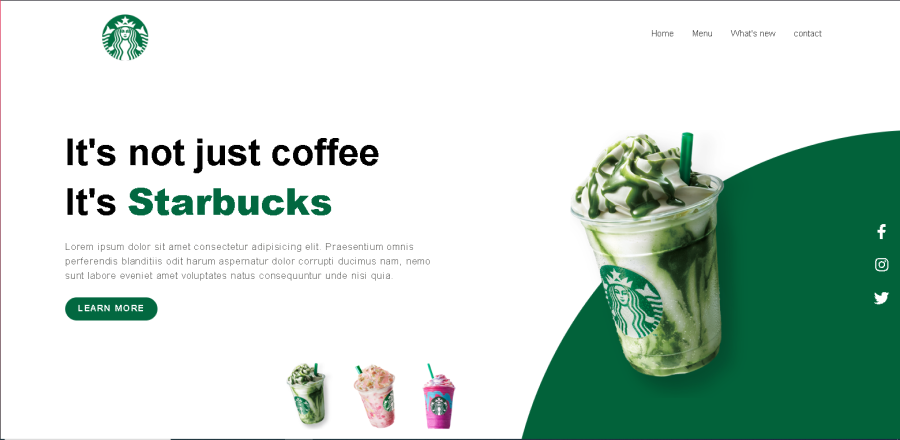 Home Menu What's new contact
It's not just coffee
It's Starbucks
Lorem ipsum dolor sit amet consectetur adipisicing elit. Praesentium omnis
perferendis blanditiis odit harum aspernatur dolor corrupti ducimus nam, nemo
sunt labore eveniet amet voluptates natus consequuntur unde nisi quia.
LEARN MORE